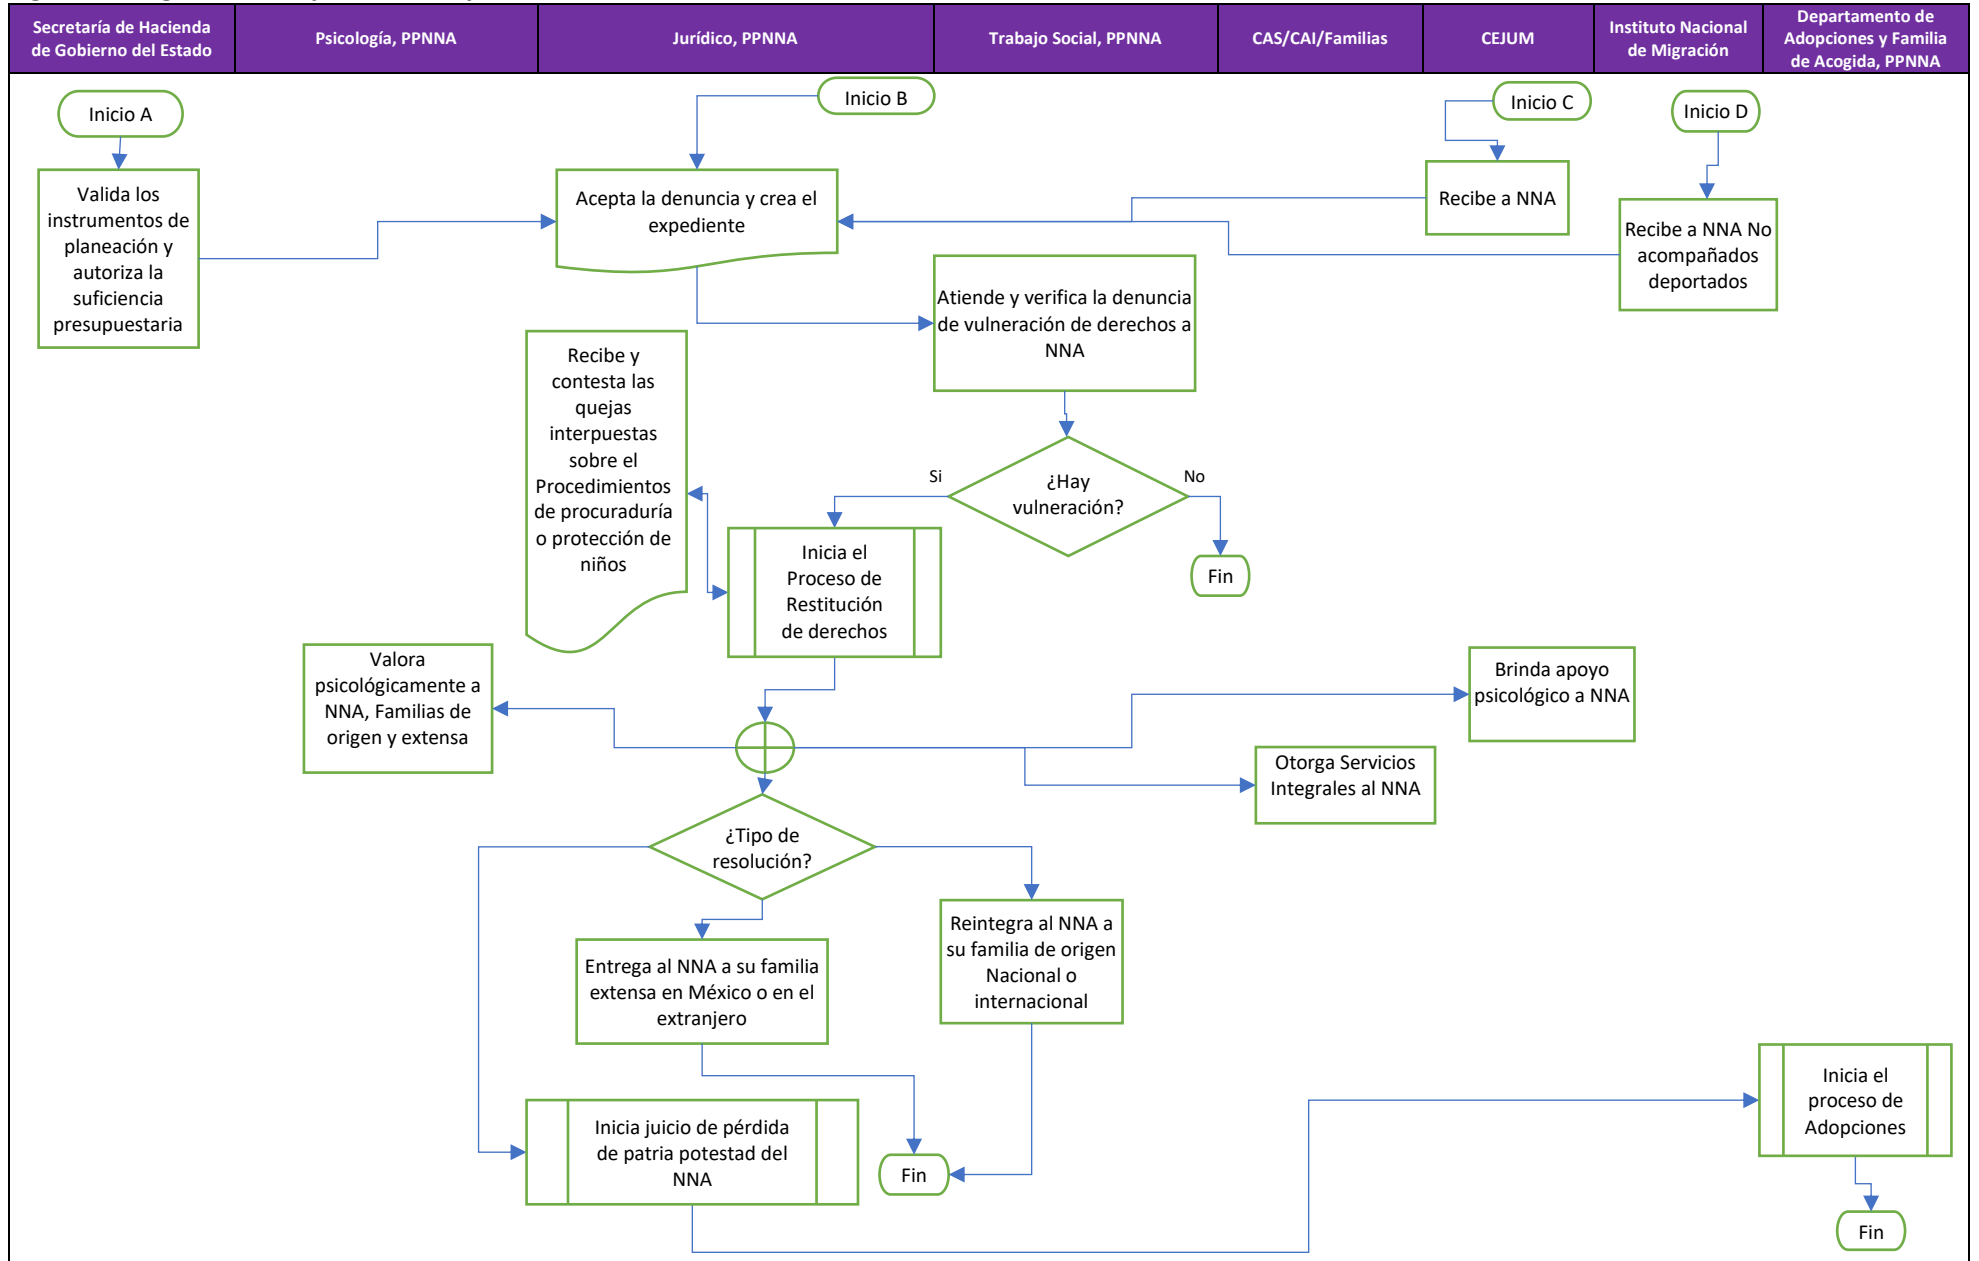 Secretaría de Hacienda
de Gobierno del Estado
Psicología, PPNNA
Jurídico, PPNNA
Trabajo Social, PPNNA
CAS/CAI/Familias
CEJUM
Instituto Nacional
de Migración
Departamento de
Adopciones y Familia
de Acogida, PPNNA
Inicio A
Inicio B
Inicio C
Inicio D
Valida los
instrumentos de
planeación y
autoriza la
suficiencia
presupuestaria
Acepta la denuncia y crea el
expediente
Recibe a NNA
Recibe a NNA No
acompañados
deportados
Atiende y verifica la denuncia
de vulneración de derechos a
NNA
Recibe y
contesta las
quejas
interpuestas
sobre el
Procedimientos
de procuraduría
o protección de
niños
Si
¿Hay
vulneración?
No
Inicia el
Proceso de
Restitución
de derechos
Fin
Valora
psicológicamente a
NNA, Familias de
origen y extensa
Brinda apoyo
psicológico a NNA
Otorga Servicios
Integrales al NNA
¿Tipo de
resolución?
Entrega al NNA a su familia
extensa en México o en el
extranjero
Reintegra al NNA a
su familia de origen
Nacional o
internacional
Inicia juicio de pérdida
de patria potestad del
NNA
Fin
Inicia el
proceso de
Adopciones
Fin